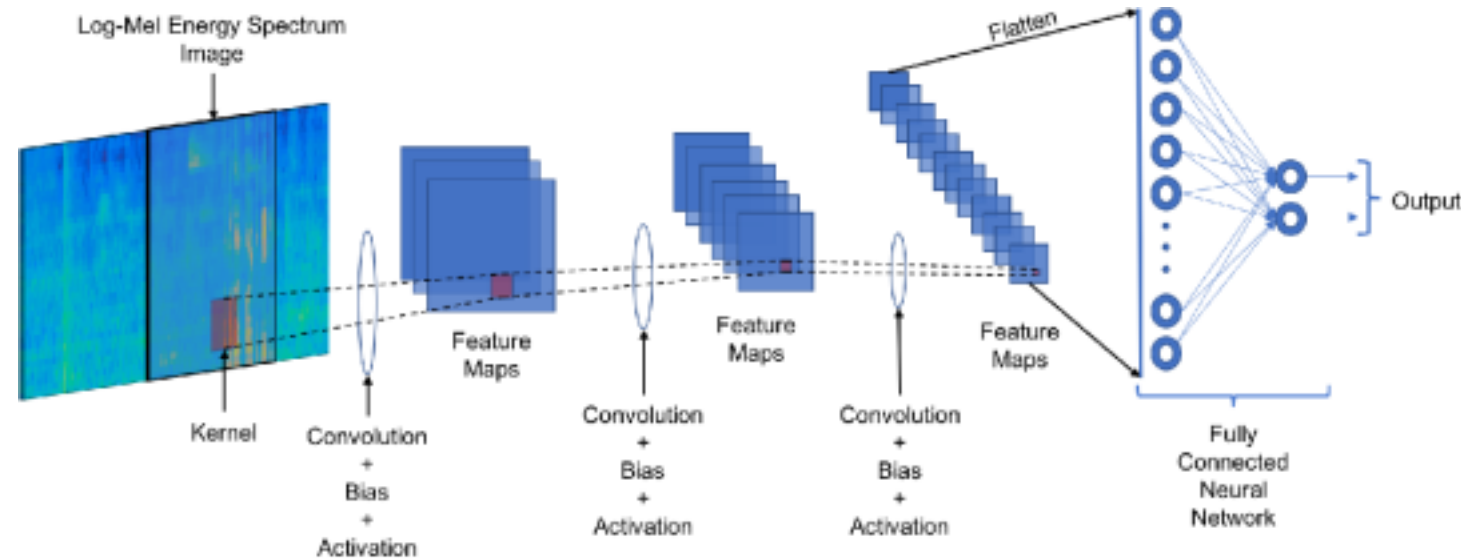 Log-Mel Energy Spectrum
Image
Kernel
Convolution
+
Bias
+
Activation
Feature
Maps
Convolution
+
Bias
+
Activation
Feature
Maps
Convolution
+
Bias
+
Activation
Feature
Maps
Flatten
Fully
Connected
Neural
Network
Output